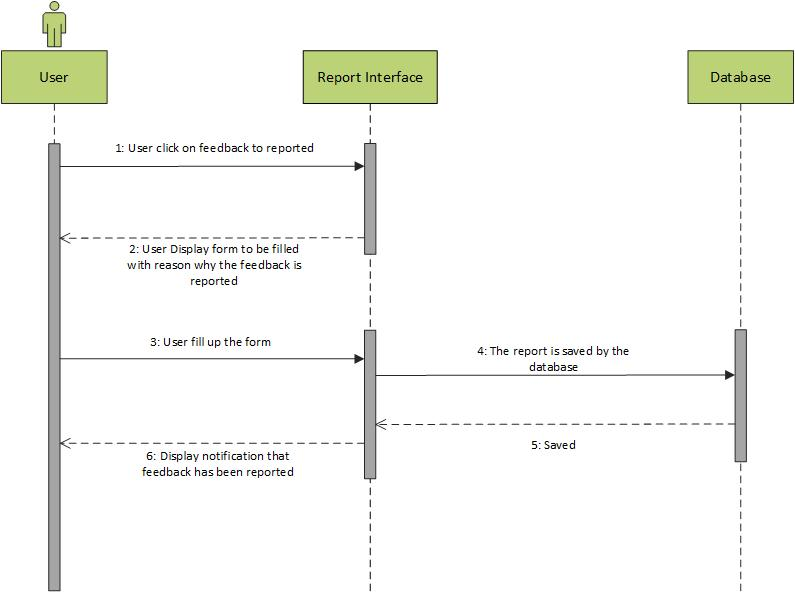 User
Report Interface
Database
1: User click on feedback to reported
2: User Display form to be filled
with reason why the feedback is
reported
3: User fill up the form
4: The report is saved by the
database
5: Saved
6: Display notification that
feedback has been reported